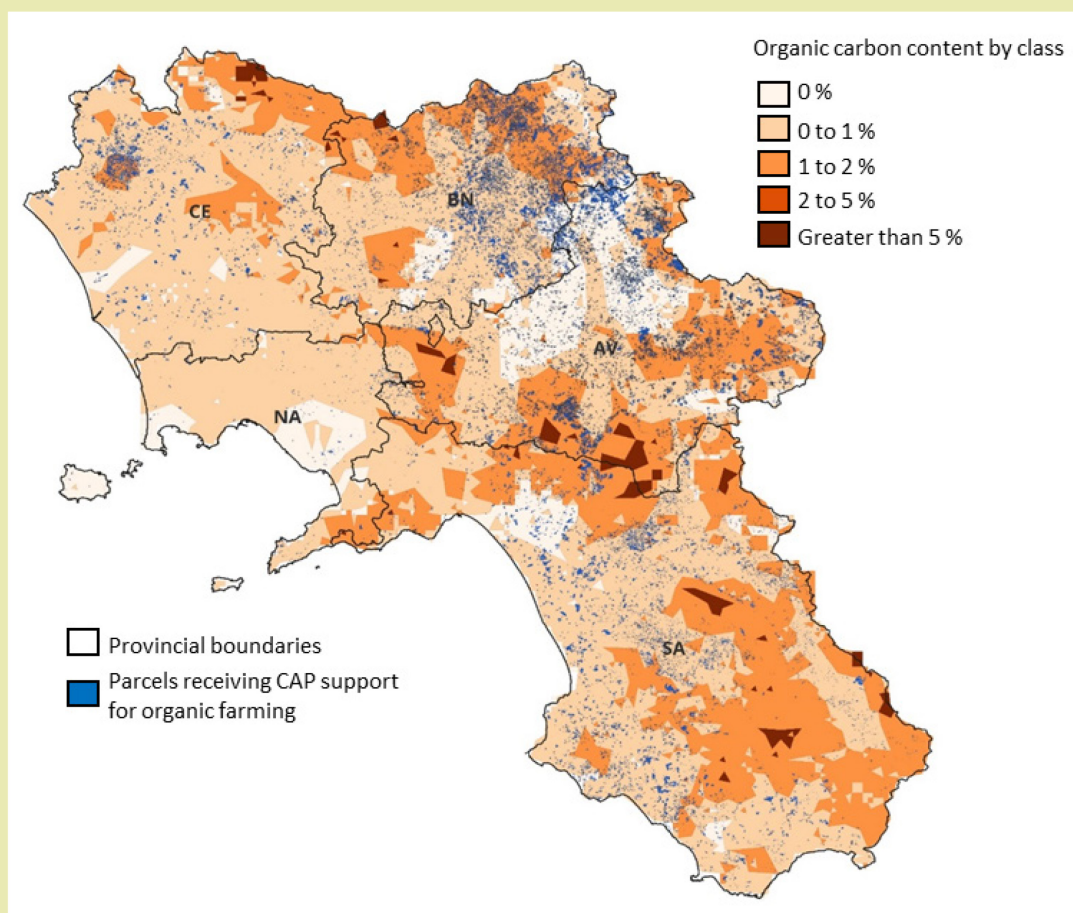 Organic carbon content by class
0 %
0 to 1 %
1 to 2 %
2 to 5 %
Greater than 5 %
CE
BN
AV
NA
SA
Provincial boundaries
Parcels receiving CAP support
for organic farming